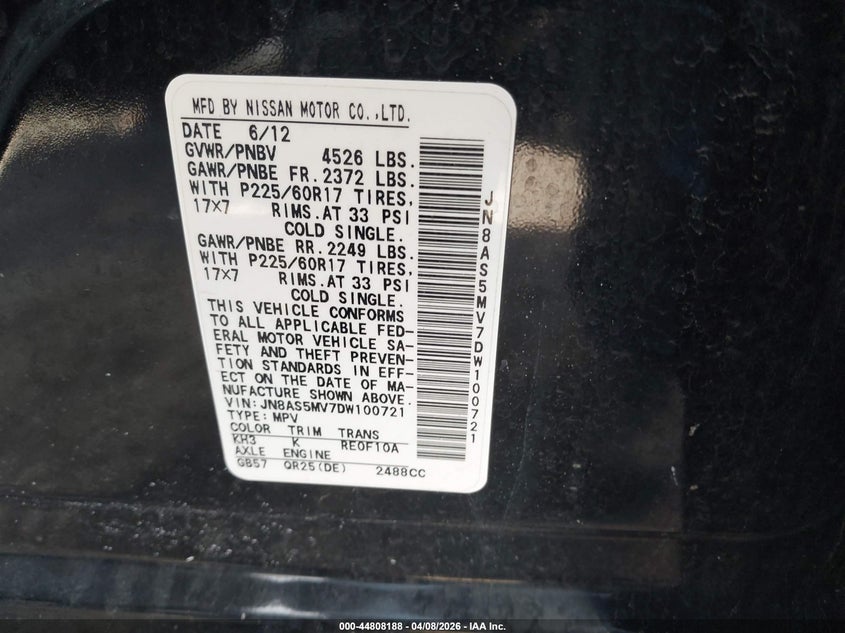 MFD BY NISSAN MOTOR CO.,LTD.
DATE 6/12
GVWR/PNBV 4526 LBS.
GAWR/PNBE FR. 2372 LBS.
WITH P225/60R17 TIRES,
17×7 RIMS.AT 33 PSI
COLD SINGLE.
GAWR/PNBE RR. 2249 LBS.
WITH P225/60R17 TIRES,
17×7 RIMS.AT 33 PSI
COLD SINGLE.
THIS VEHICLE CONFORMS
TO ALL APPLICABLE FED-
ERAL MOTOR VEHICLE SA-
FETY AND THEFT PREVEN-
TION STANDARDS IN EFF-
ECT ON THE DATE OF MA-
NUFACTURE SHOWN ABOVE.
VIN: JN8AS5MV7DW100721
TYPE: MPV
COLOR TRIM TRANS
KH3 K RE0F10A
AXLE ENGINE
GB57 QR25(DE) 2488CC
JN8AS5MV7DW100721
000-44808188 - 04/08/2026 - IAA Inc.